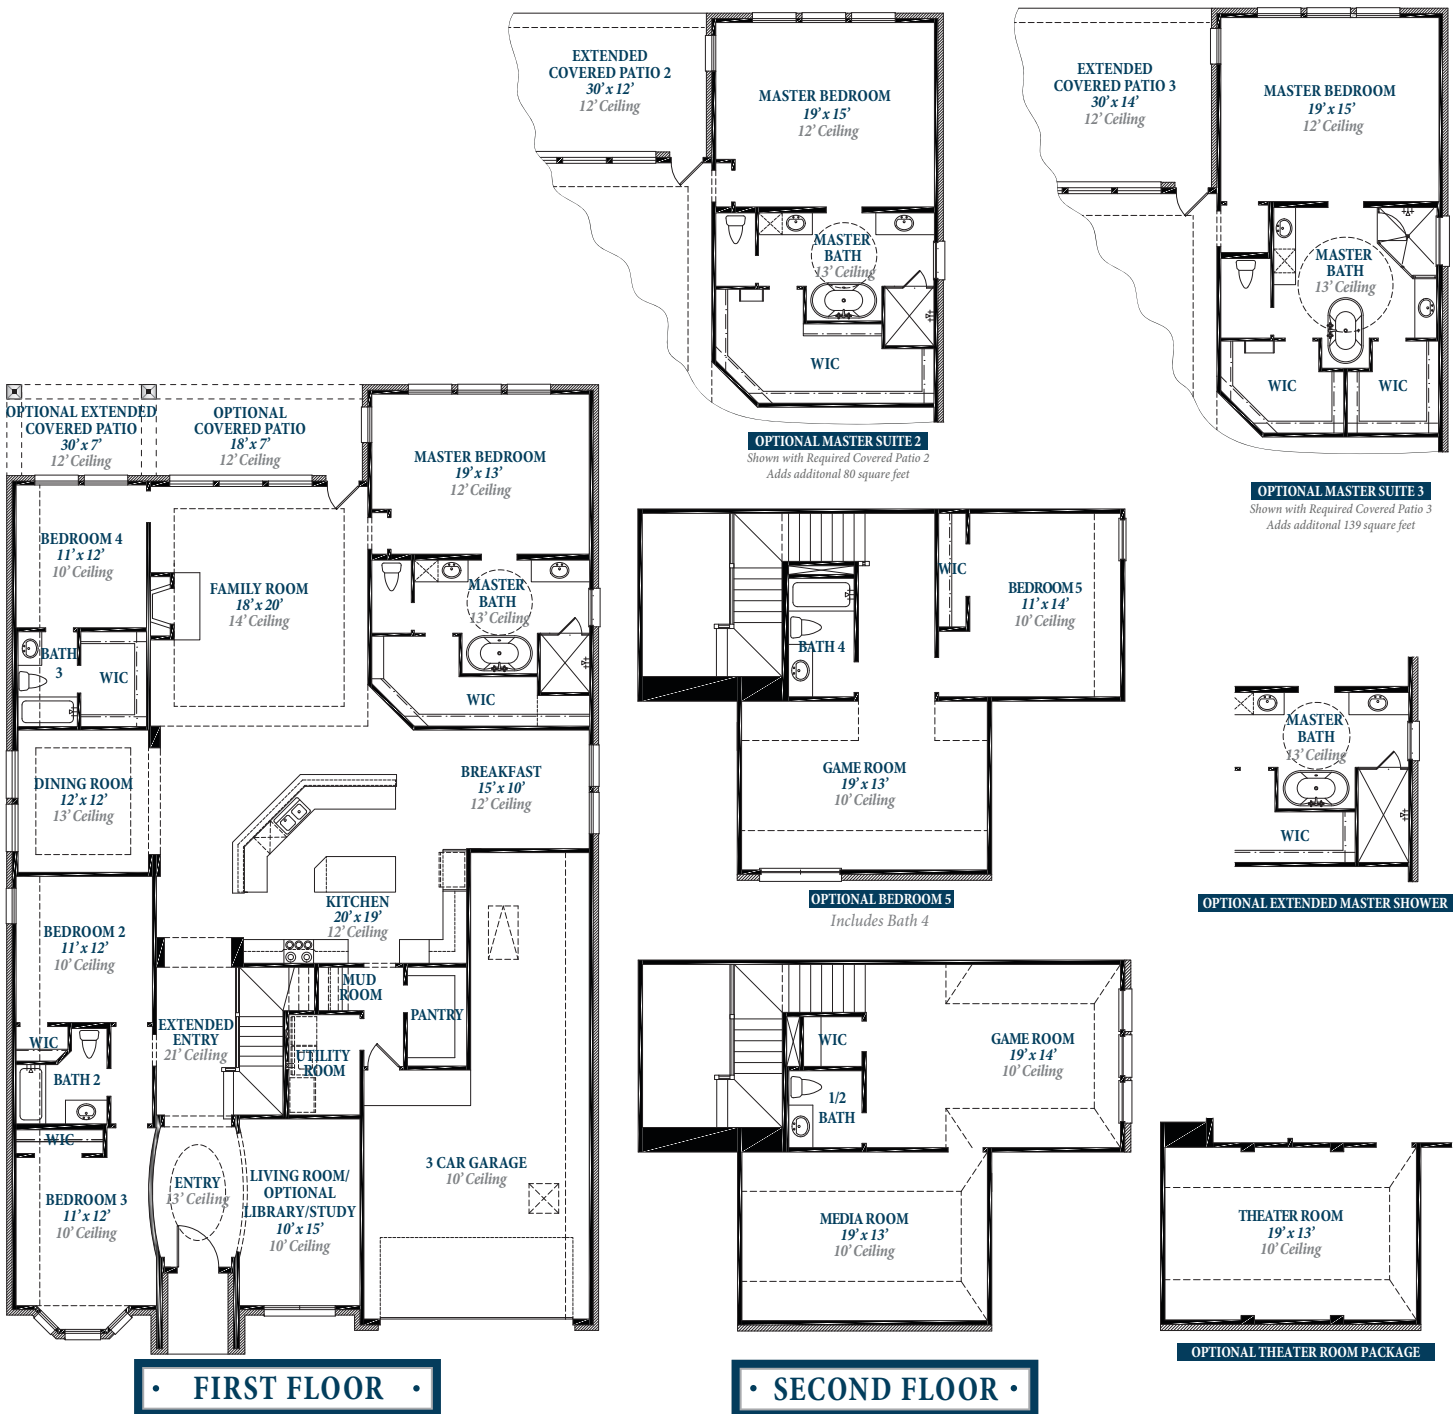 EXTENDED
COVERED PATIO 2
30' x 12'
12' Ceiling
MASTER BEDROOM
19' x 15'
12' Ceiling
MASTER
BATH
13' Ceiling
WIC
OPTIONAL MASTER SUITE 2
Shown with Required Covered Patio 2
Adds additonal 80 square feet
EXTENDED
COVERED PATIO 3
30' x 14'
12' Ceiling
MASTER BEDROOM
19' x 15'
12' Ceiling
MASTER
BATH
13' Ceiling
WIC
WIC
OPTIONAL MASTER SUITE 3
Shown with Required Covered Patio 3
Adds additonal 139 square feet
OPTIONAL EXTENDED
COVERED PATIO
30' x 7'
12' Ceiling
OPTIONAL
COVERED PATIO
18' x 7'
12' Ceiling
MASTER BEDROOM
19' x 13'
12' Ceiling
BEDROOM 4
11' x 12'
10' Ceiling
FAMILY ROOM
18' x 20'
14' Ceiling
MASTER
BATH
13' Ceiling
BATH
3
WIC
WIC
DINING ROOM
12' x 12'
13' Ceiling
BREAKFAST
15' x 10'
12' Ceiling
KITCHEN
20' x 19'
12' Ceiling
BEDROOM 2
11' x 12'
10' Ceiling
MUD
ROOM
PANTRY
EXTENDED
ENTRY
21' Ceiling
UTILITY
ROOM
WIC
BATH 2
WIC
BEDROOM 3
11' x 12'
10' Ceiling
ENTRY
13' Ceiling
LIVING ROOM/
OPTIONAL
LIBRARY/STUDY
10' x 15'
10' Ceiling
3 CAR GARAGE
10' Ceiling
• FIRST FLOOR •
WIC
BEDROOM 5
11' x 14'
10' Ceiling
BATH 4
GAME ROOM
19' x 13'
10' Ceiling
OPTIONAL BEDROOM 5
Includes Bath 4
MASTER
BATH
13' Ceiling
WIC
OPTIONAL EXTENDED MASTER SHOWER
WIC
GAME ROOM
19' x 14'
10' Ceiling
1/2
BATH
MEDIA ROOM
19' x 13'
10' Ceiling
• SECOND FLOOR •
THEATER ROOM
19' x 13'
10' Ceiling
OPTIONAL THEATER ROOM PACKAGE